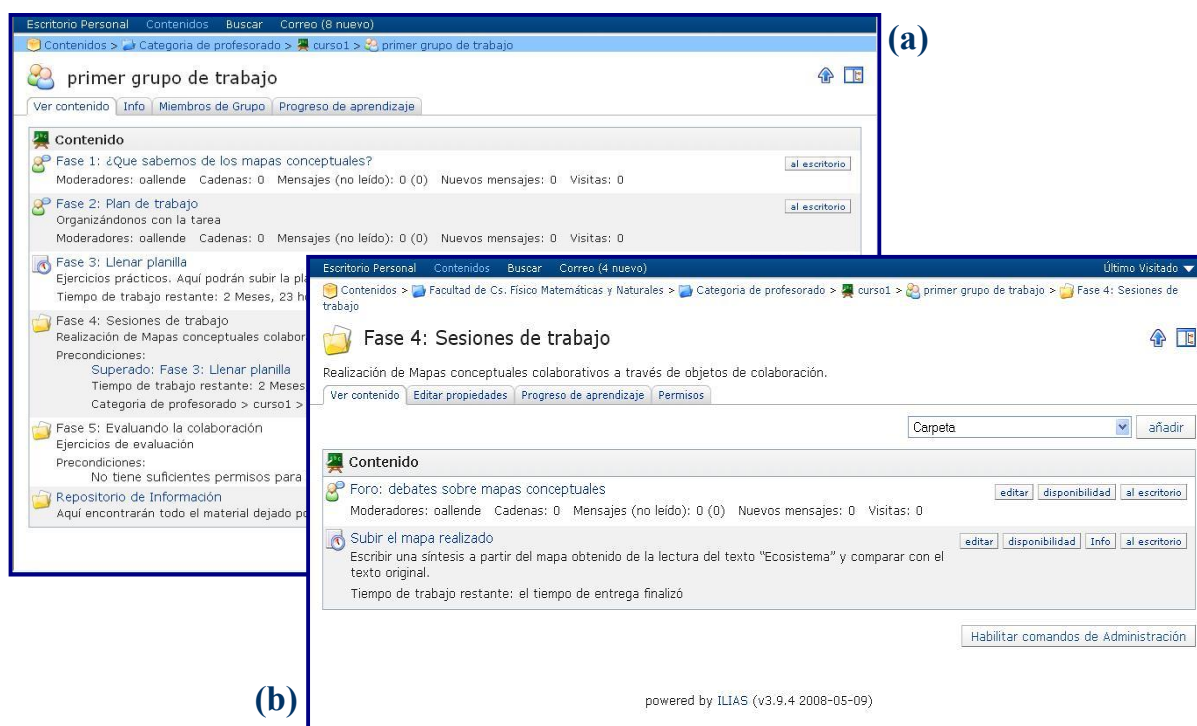 Escritorio Personal Contenidos Buscar Correo (8 nuevo)
Contenidos > Categoria de profesorado > curso1 > primer grupo de trabajo
(a)
primer grupo de trabajo
Ver contenido Info Miembros de Grupo Progreso de aprendizaje
Contenido
Fase 1: ¿Que sabemos de los mapas conceptuales?
al escritorio
Moderadores: oallende Cadenas: 0 Mensajes (no leído): 0 (0) Nuevos mensajes: 0 Visitas: 0
Fase 2: Plan de trabajo
al escritorio
Organizándonos con la tarea
Moderadores: oallende Cadenas: 0 Mensajes (no leído): 0 (0) Nuevos mensajes: 0 Visitas: 0
Fase 3: Llenar planilla
Ejercicios prácticos. Aquí podrán subir la
Tiempo de trabajo restante: 2 Meses, 23
Fase 4: Sesiones de trabajo
Realización de Mapas conceptuales
Precondiciones:
Superado: Fase 3: Llenar planilla
Tiempo de trabajo restante: 2 Meses
Categoria de profesorado > curso1 >
Fase 5: Evaluando la colaboración
Ejercicios de evaluación
Precondiciones:
No tiene suficientes permisos para
Repositorio de Información
Aquí encontrarán todo el material dejado
Escritorio Personal Contenidos Buscar Correo (4 nuevo) Último Visitado
Contenidos > Facultad de Cs. Físico Matemáticas y Naturales > Categoria de profesorado > curso1 > primer grupo de trabajo > Fase 4: Sesiones de
trabajo
Fase 4: Sesiones de trabajo
Realización de Mapas conceptuales colaborativos a través de objetos de colaboración.
Ver contenido Editar propiedades Progreso de aprendizaje Permisos
Carpeta añadir
Contenido
Foro: debates sobre mapas conceptuales
editar disponibilidad al escritorio
Moderadores: oallende Cadenas: 0 Mensajes (no leído): 0 (0) Nuevos mensajes: 0 Visitas: 0
Subir el mapa realizado
editar disponibilidad Info al escritorio
Escribir una síntesis a partir del mapa obtenido de la lectura del texto "Ecosistema" y comparar con el
texto original.
Tiempo de trabajo restante: el tiempo de entrega finalizó
Habilitar comandos de Administración
(b)
powered by ILIAS (v3.9.4 2008-05-09)